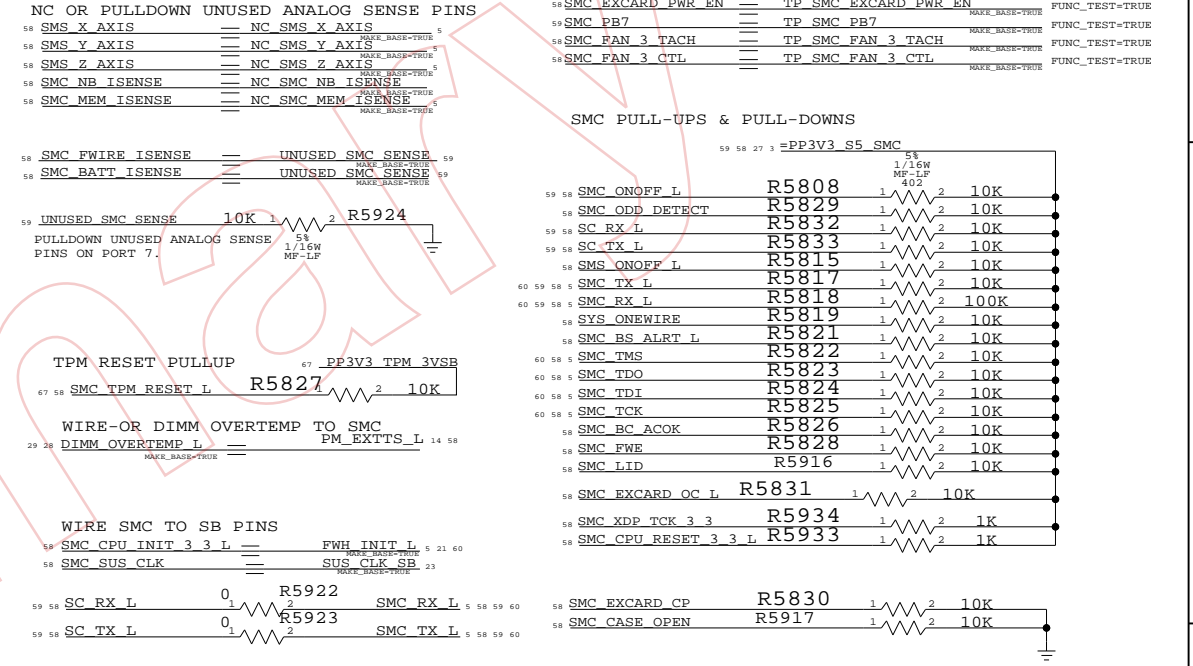 NC OR PULLDOWN UNUSED ANALOG SENSE PINS
58 SMS_X_AXIS NC_SMS_X_AXIS 5
MAKE_BASE=TRUE
58 SMS_Y_AXIS NC_SMS_Y_AXIS 5
MAKE_BASE=TRUE
58 SMS_Z_AXIS NC_SMS_Z_AXIS 5
MAKE_BASE=TRUE
58 SMC_NB_ISENSE NC_SMC_NB_ISENSE
MAKE_BASE=TRUE
58 SMC_MEM_ISENSE NC_SMC_MEM_ISENSE 5
MAKE_BASE=TRUE
58 SMC_FWIRE_ISENSE UNUSED_SMC_SENSE 59
MAKE_BASE=TRUE
58 SMC_BATT_ISENSE UNUSED_SMC_SENSE 59
MAKE_BASE=TRUE
59 UNUSED_SMC_SENSE 10K 1 2 R5924
5%
1/16W
MF-LF
PULLDOWN UNUSED ANALOG SENSE
PINS ON PORT 7.
TPM RESET PULLUP
67 PP3V3_TPM_3VSB
67 58 SMC_TPM_RESET_L R5827 1 2 10K
WIRE-OR DIMM OVERTEMP TO SMC
29 28 DIMM_OVERTEMP_L PM_EXTTS_L 14 58
MAKE_BASE=TRUE
WIRE SMC TO SB PINS
58 SMC_CPU_INIT_3_3_L FWH_INIT_L 5 21 60
MAKE_BASE=TRUE
58 SMC_SUS_CLK SUS_CLK_SB 23
MAKE_BASE=TRUE
59 58 SC_RX_L 0 1 2 R5922 SMC_RX_L 5 58 59 60
59 58 SC_TX_L 0 1 2 R5923 SMC_TX_L 5 58 59 60
58 SMC_EXCARD_PWR_EN TP_SMC_EXCARD_PWR_EN FUNC_TEST=TRUE
MAKE_BASE=TRUE
59 SMC_PB7 TP_SMC_PB7 FUNC_TEST=TRUE
MAKE_BASE=TRUE
58 SMC_FAN_3_TACH TP_SMC_FAN_3_TACH FUNC_TEST=TRUE
MAKE_BASE=TRUE
58 SMC_FAN_3_CTL TP_SMC_FAN_3_CTL FUNC_TEST=TRUE
MAKE_BASE=TRUE
SMC PULL-UPS & PULL-DOWNS
59 58 27 3 =PP3V3_S5_SMC
5%
1/16W
MF-LF
402
59 58 SMC_ONOFF_L R5808 1 2 10K
58 SMC_ODD_DETECT R5829 1 2 10K
59 58 SC_RX_L R5832 1 2 10K
59 58 SC_TX_L R5833 1 2 10K
58 SMS_ONOFF_L R5815 1 2 10K
60 59 58 5 SMC_TX_L R5817 1 2 10K
60 59 58 5 SMC_RX_L R5818 1 2 100K
58 SYS_ONEWIRE R5819 1 2 10K
58 SMC_BS_ALRT_L R5821 1 2 10K
60 58 5 SMC_TMS R5822 1 2 10K
60 58 5 SMC_TDO R5823 1 2 10K
60 58 5 SMC_TDI R5824 1 2 10K
60 58 5 SMC_TCK R5825 1 2 10K
58 SMC_BC_ACOK R5826 1 2 10K
58 SMC_FWE R5828 1 2 10K
58 SMC_LID R5916 1 2 10K
58 SMC_EXCARD_OC_L R5831 1 2 10K
58 SMC_XDP_TCK_3_3 R5934 1 2 1K
58 SMC_CPU_RESET_3_3_L R5933 1 2 1K
58 SMC_EXCARD_CP R5830 1 2 10K
58 SMC_CASE_OPEN R5917 1 2 10K